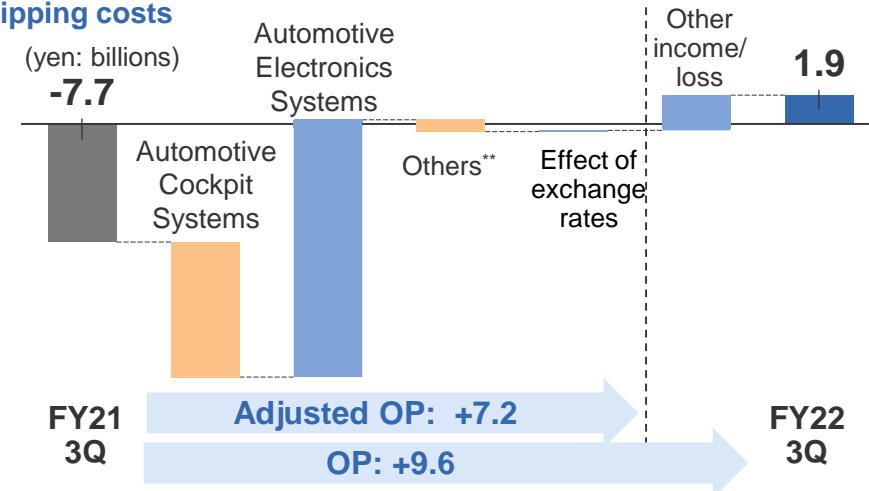 ipping costs
(yen: billions)
-7.7
Automotive
Electronics
Systems
Other
income/
loss
1.9
Automotive
Cockpit
Systems
Others**
Effect of
exchange
rates
FY21
3Q
Adjusted OP: +7.2
OP: +9.6
FY22
3Q